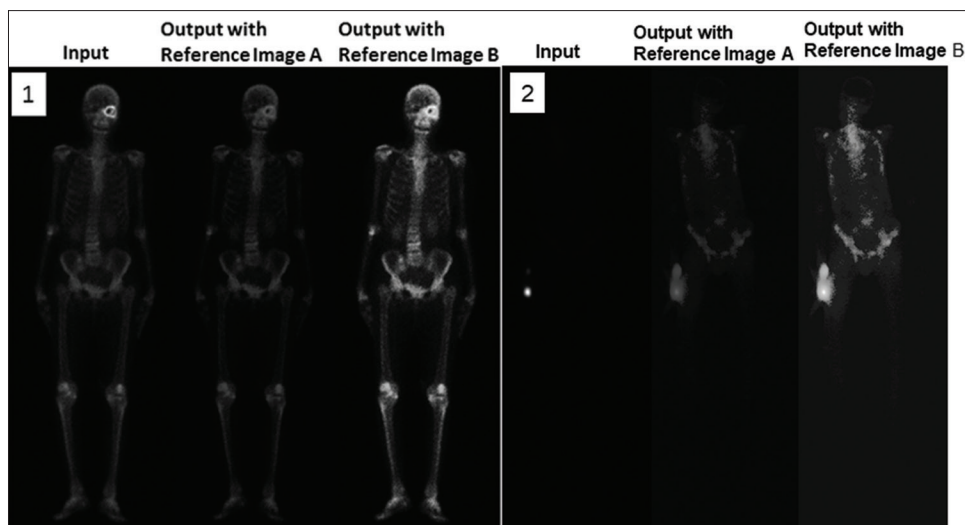 Input
Output with
Reference Image A
Output with
Reference Image B
Input
Output with
Reference Image A
Output with
Reference Image B
1
2